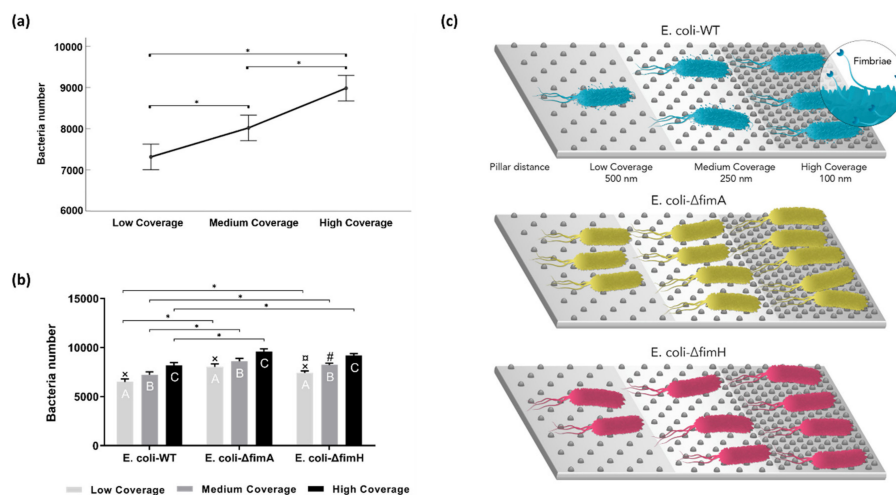 (a)
10000
9000
8000
7000
6000
Bacteria number
*
*
*
Low Coverage Medium Coverage High Coverage
(b)
15000
10000
5000
0
Bacteria number
*
*
*
*
*
*
× A B C
× A B C
¤ × A # B C
E. coli-WT E. coli-ΔfimA E. coli-ΔfimH
Low Coverage Medium Coverage High Coverage
(c)
E. coli-WT
Fimbriae
Pillar distance Low Coverage Medium Coverage High Coverage
500 nm 250 nm 100 nm
E. coli-ΔfimA
E. coli-ΔfimH